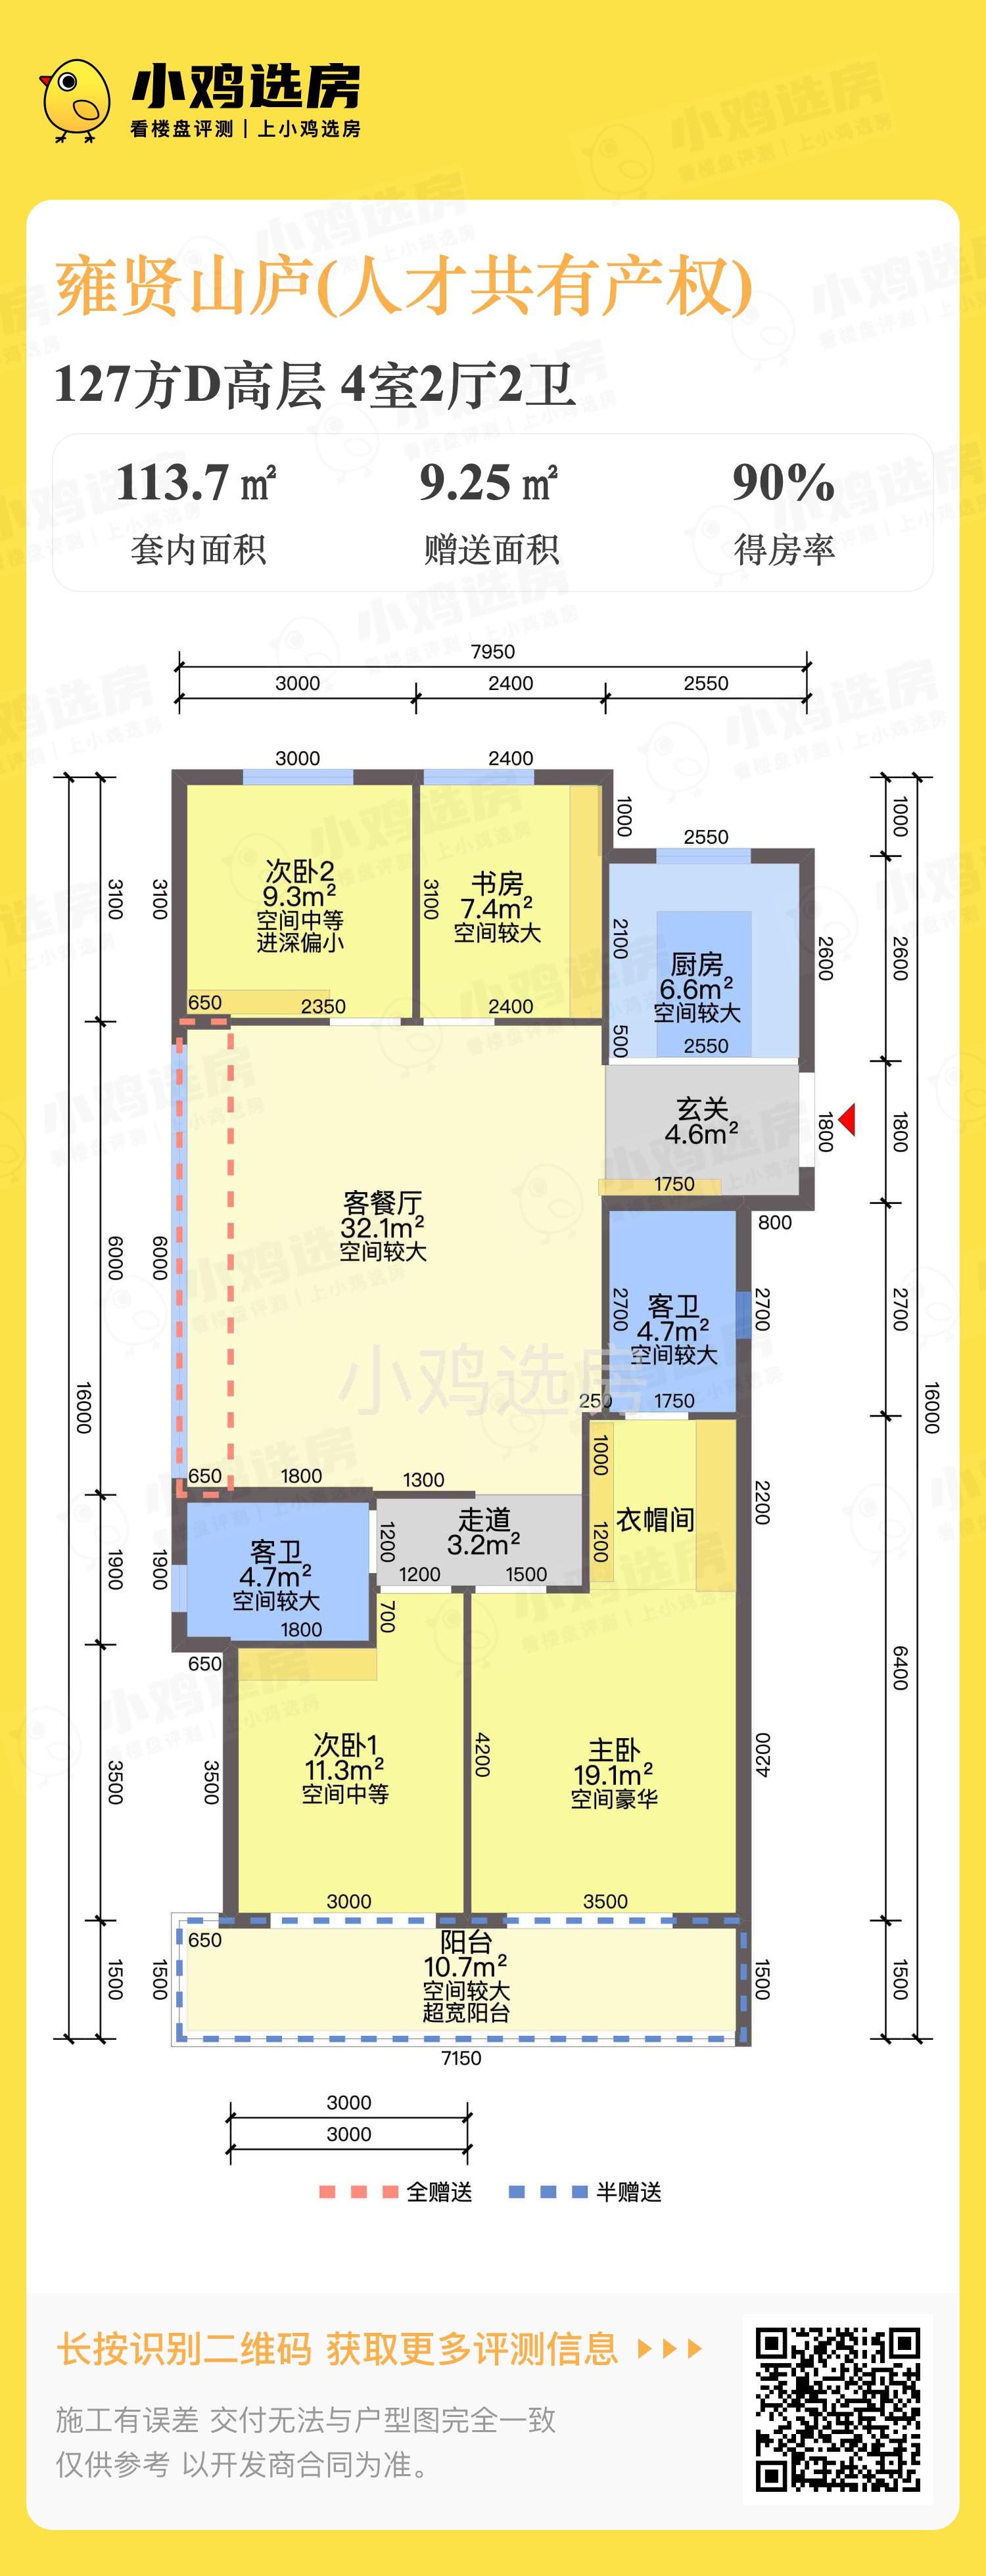 小鸡选房
看楼盘评测 | 上小鸡选房
雍贤山庐(人才共有产权)
127方D高层 4室2厅2卫
113.7 ㎡ 9.25 ㎡ 90%
套内面积 赠送面积 得房率
7950
3000 2400 2550
3000 2400
1000 1000
2550
3100 3100 3100
次卧2
9.3m²
空间中等
进深偏小
书房
7.4m²
空间较大
2100 2600 2600
厨房
6.6m²
空间较大
650 2350 2400
500 2550
玄关
4.6m²
1800 1800
1750
800
客餐厅
32.1m²
空间较大
6000 6000
2700 2700 2700
客卫
4.7m²
空间较大
小鸡选房
250 1750
16000 16000
650 1800 1300
1000
2200
走道
3.2m²
衣帽间
1900 1900 1200 1200
客卫
4.7m²
空间较大
1200 1500
1800 700
650
6400
次卧1
11.3m²
空间中等
主卧
19.1m²
空间豪华
3500 3500 4200 4200
3000 3500
650
阳台
10.7m²
空间较大
超宽阳台
1500 1500 1500 1500
7150
3000
3000
全赠送 半赠送
长按识别二维码 获取更多评测信息
施工有误差 交付无法与户型图完全一致
仅供参考 以开发商合同为准。